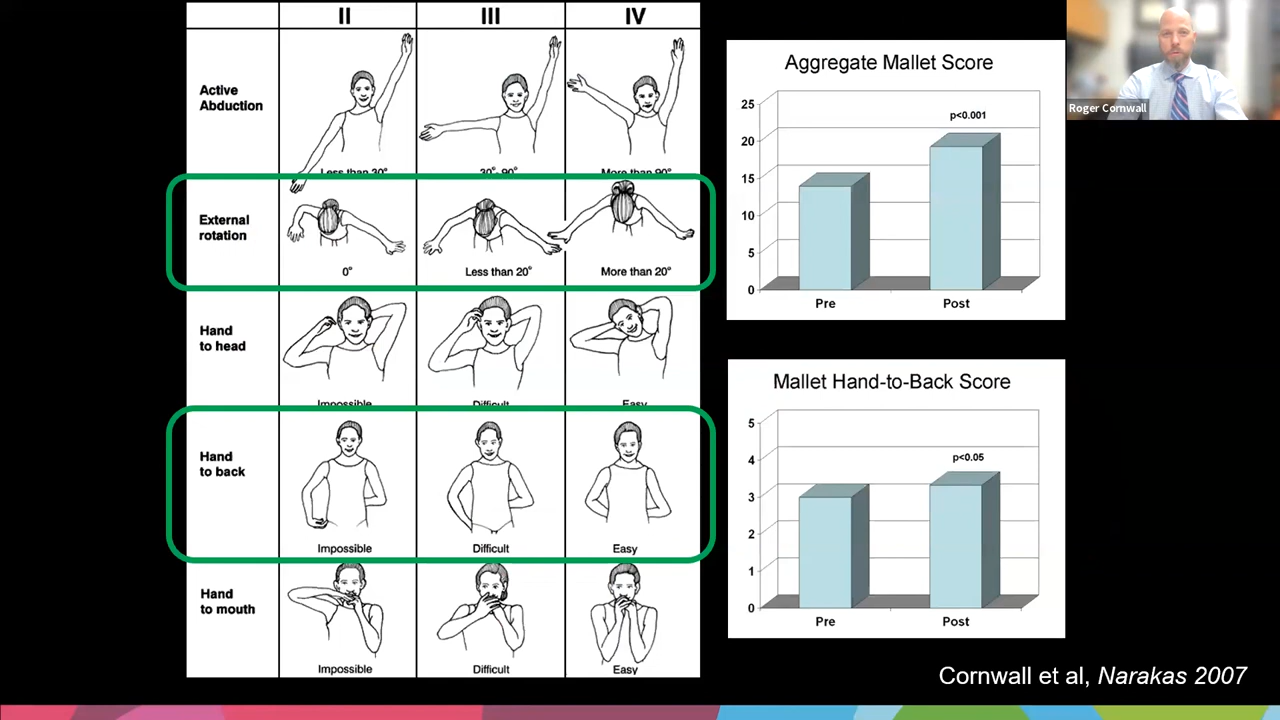 II III IV
Active
Abduction
Less than 30° 30°-90° More than 90°
External
rotation
0° Less than 20° More than 20°
Hand
to head
Impossible Difficult Easy
Hand
to back
Impossible Difficult Easy
Hand
to mouth
Impossible Difficult Easy
Aggregate Mallet Score
25
20
15
10
5
0
p<0.001
Pre Post
Mallet Hand-to-Back Score
5
4
3
2
1
0
p<0.05
Pre Post
Roger Cornwall
Cornwall et al, Narakas 2007